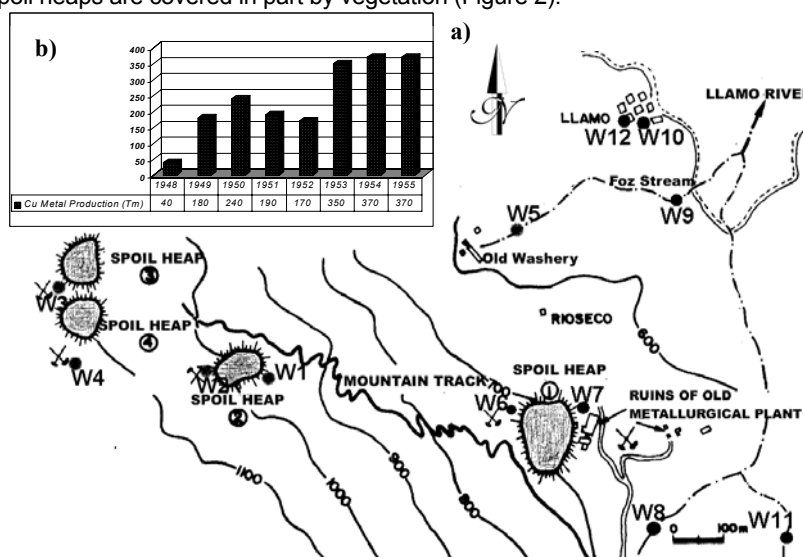 spoil heaps are covered in part by vegetation (Figure 2).
b)
400
350
300
250
200
150
100
50
0
1948 1949 1950 1951 1952 1953 1954 1955
Cu Metal Production (Tm) 40 180 240 190 170 350 370 370
a)
N
LLAMO RIVER
LLAMO
W12 W10
Foz Stream
W9
W5
Old Washery
SPOIL HEAP
3
W3
SPOIL HEAP
4
W4
RIOSECO
600
W2 W1
SPOIL HEAP
2
MOUNTAIN TRACK
700
SPOIL HEAP
1
W6 W7
RUINS OF OLD
METALLURGICAL PLANT
1100
1000
900
800
W8
0 100m
W11